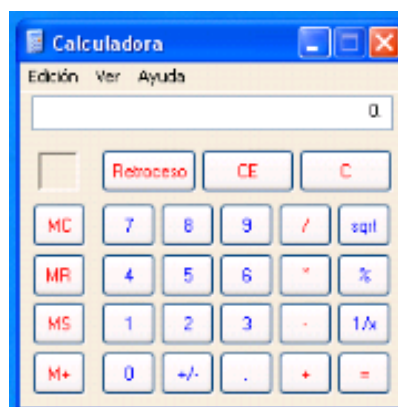 Calculadora
Edición Ver Ayuda
0.
Retroceso CE C
MC 7 8 9 / sqrt
MR 4 5 6 * %
MS 1 2 3 - 1/x
M+ 0 +/- . + =